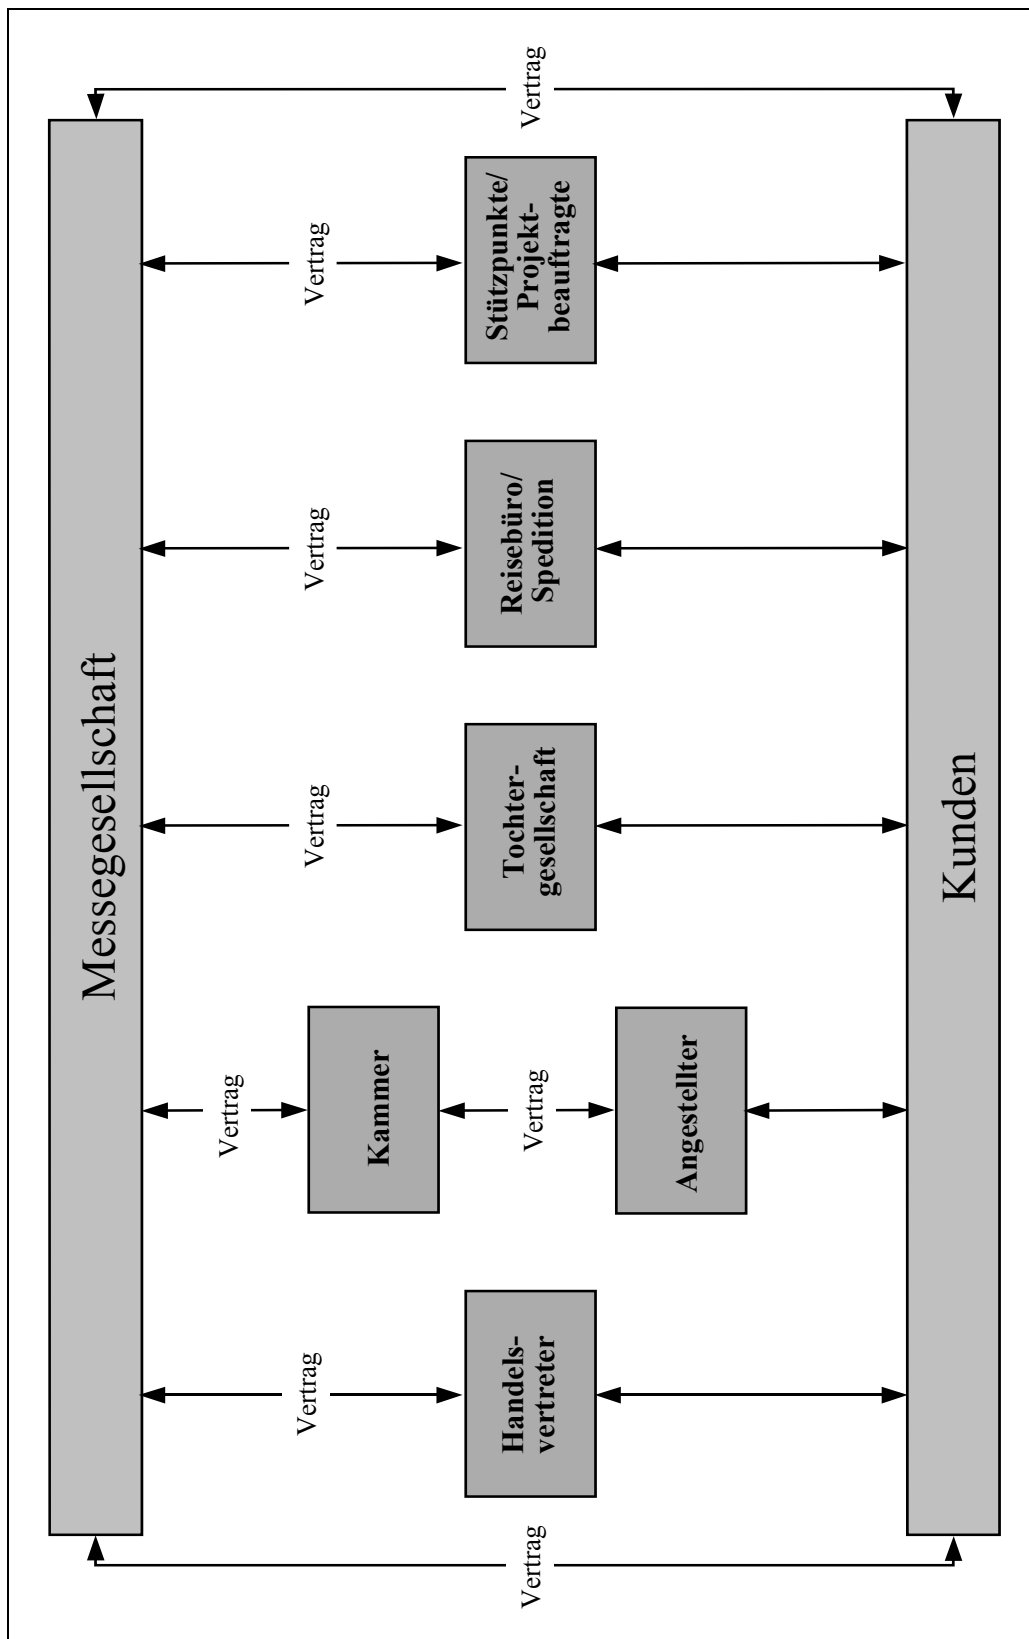 Messegesellschaft
Vertrag
Vertrag
Vertrag
Vertrag
Vertrag
Vertrag
Vertrag
Kammer
Vertrag
Handels-
vertreter
Angestellter
Tochter-
gesellschaft
Reisebüro/
Spedition
Stützpunkte/
Projekt-
beauftragte
Kunden